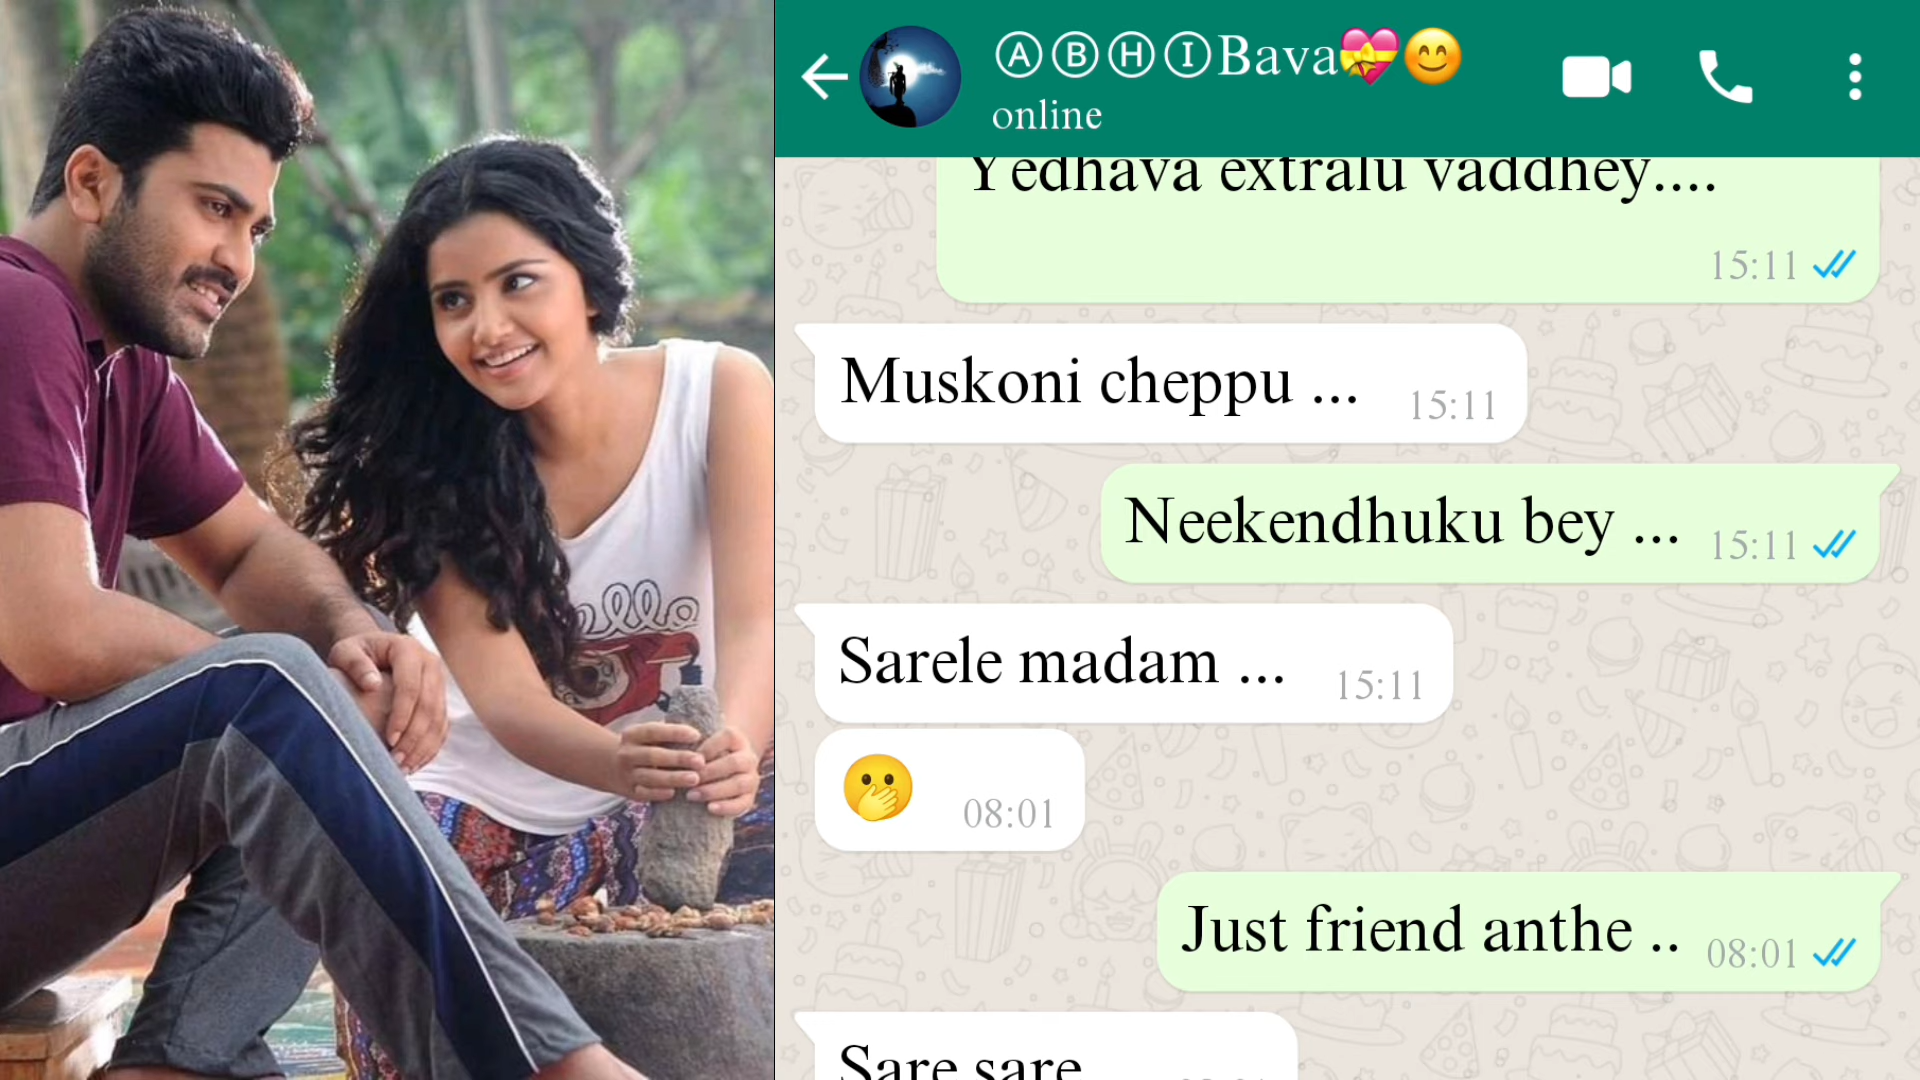 ⒶⒷⒽⒾBava💝😊
online
Yedhava extralu vaddhey....
15:11
Muskoni cheppu ... 15:11
Neekendhuku bey ... 15:11
Sarele madam ... 15:11
🤭 08:01
Just friend anthe .. 08:01
Sare sare